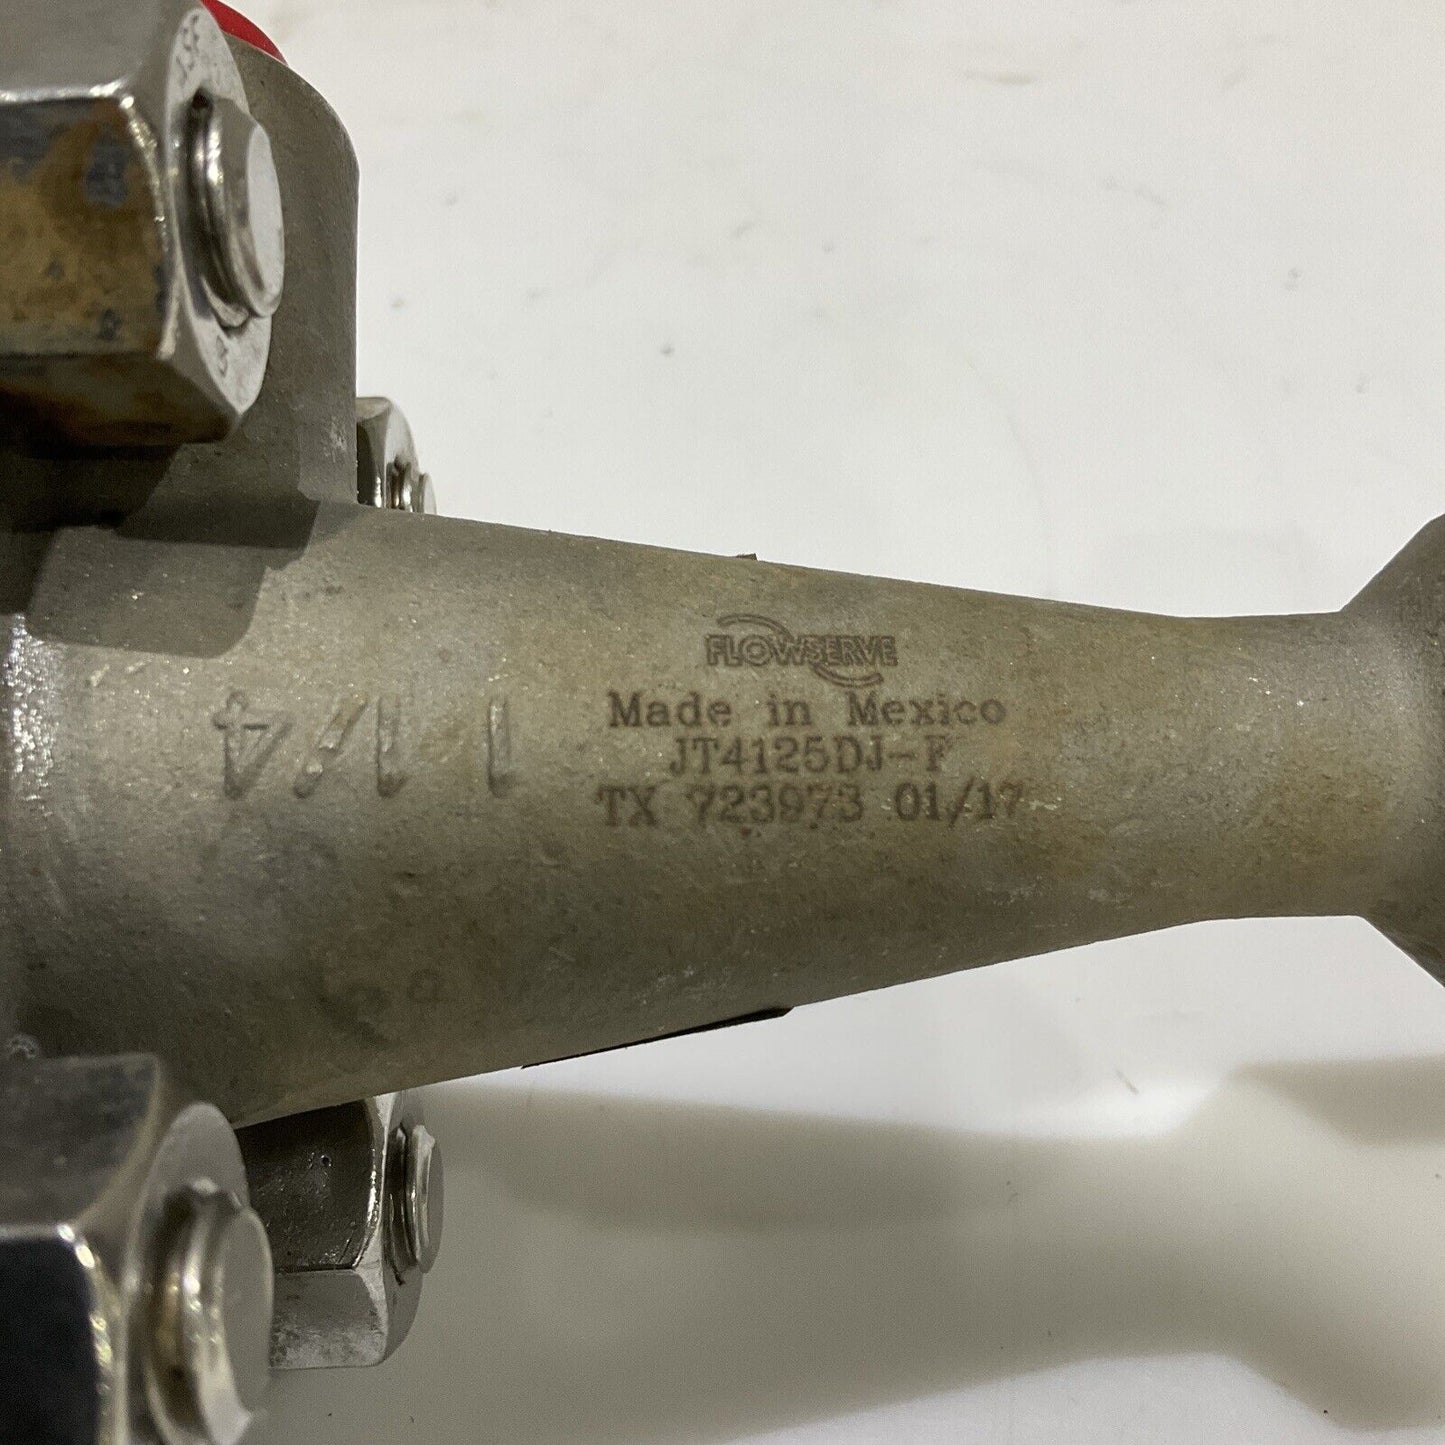 FLOWSERVE
Made in Mexico
JT4125DJ-F
TX 723973 01/17
1 1/4